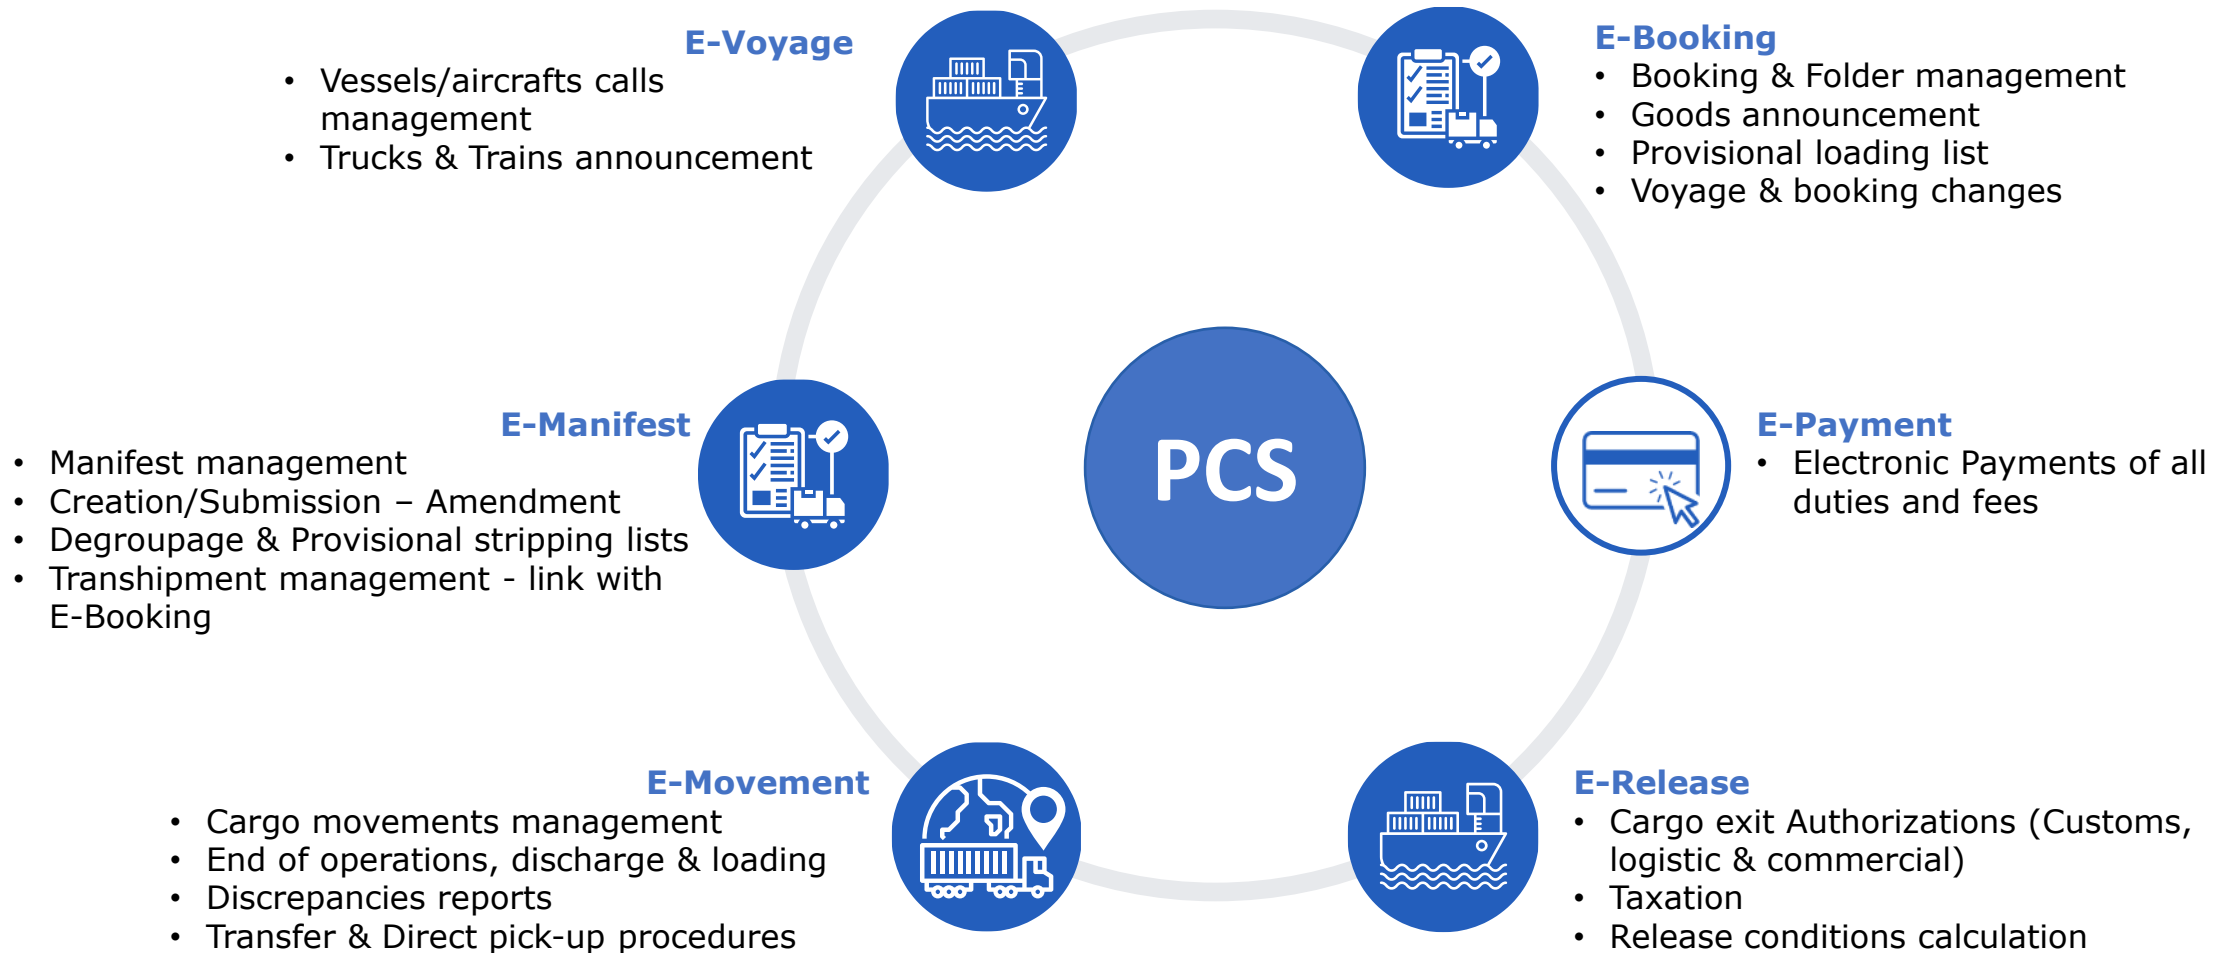 E-Voyage
• Vessels/aircrafts calls
management
• Trucks & Trains announcement
E-Booking
• Booking & Folder management
• Goods announcement
• Provisional loading list
• Voyage & booking changes
E-Manifest
• Manifest management
• Creation/Submission – Amendment
• Degroupage & Provisional stripping lists
• Transhipment management - link with
E-Booking
PCS
E-Payment
• Electronic Payments of all
duties and fees
E-Movement
• Cargo movements management
• End of operations, discharge & loading
• Discrepancies reports
• Transfer & Direct pick-up procedures
E-Release
• Cargo exit Authorizations (Customs,
logistic & commercial)
• Taxation
• Release conditions calculation